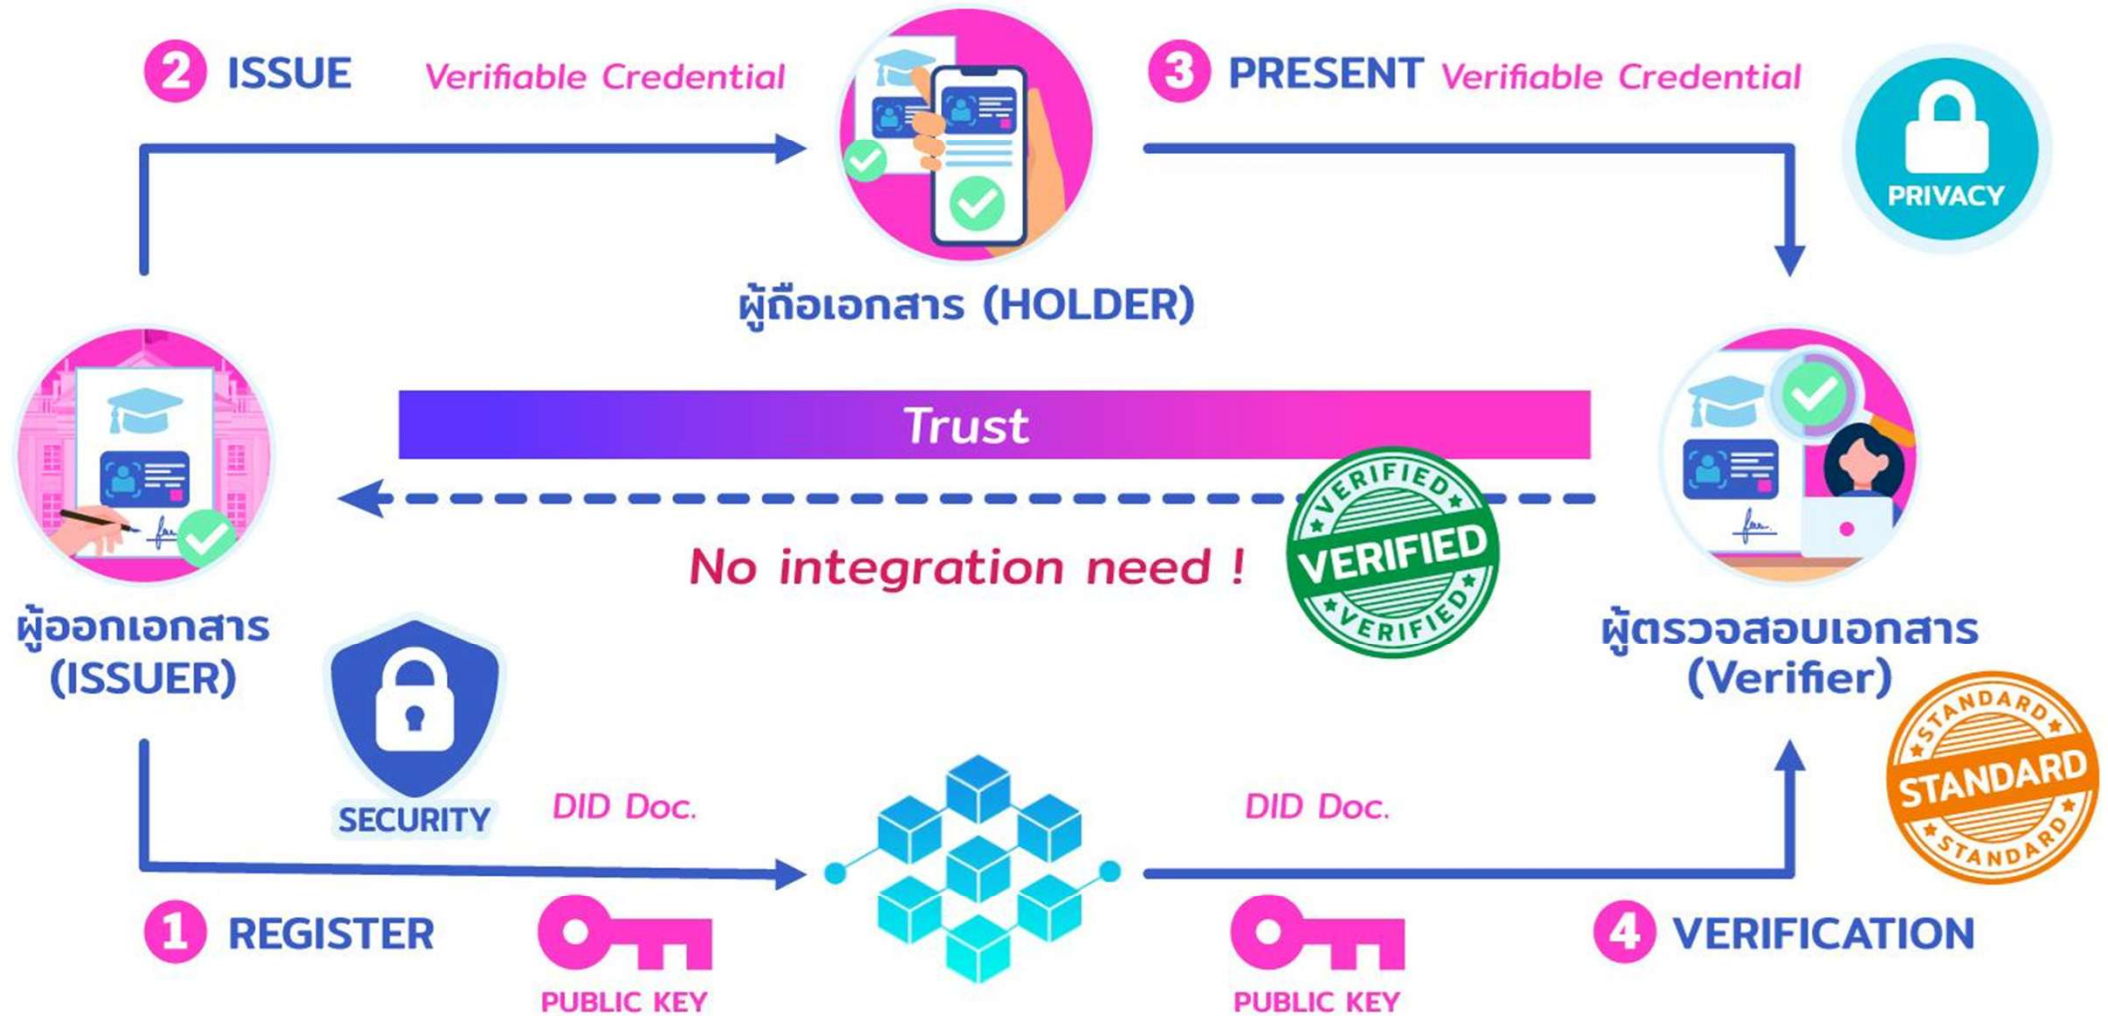 2 ISSUE Verifiable Credential
3 PRESENT Verifiable Credential
PRIVACY
ผู้ถือเอกสาร (HOLDER)
Trust
No integration need !
VERIFIED
VERIFIED
VERIFIED
ผู้ออกเอกสาร
(ISSUER)
ผู้ตรวจสอบเอกสาร
(Verifier)
SECURITY
STANDARD
STANDARD
STANDARD
DID Doc.
DID Doc.
1 REGISTER
PUBLIC KEY
PUBLIC KEY
4 VERIFICATION